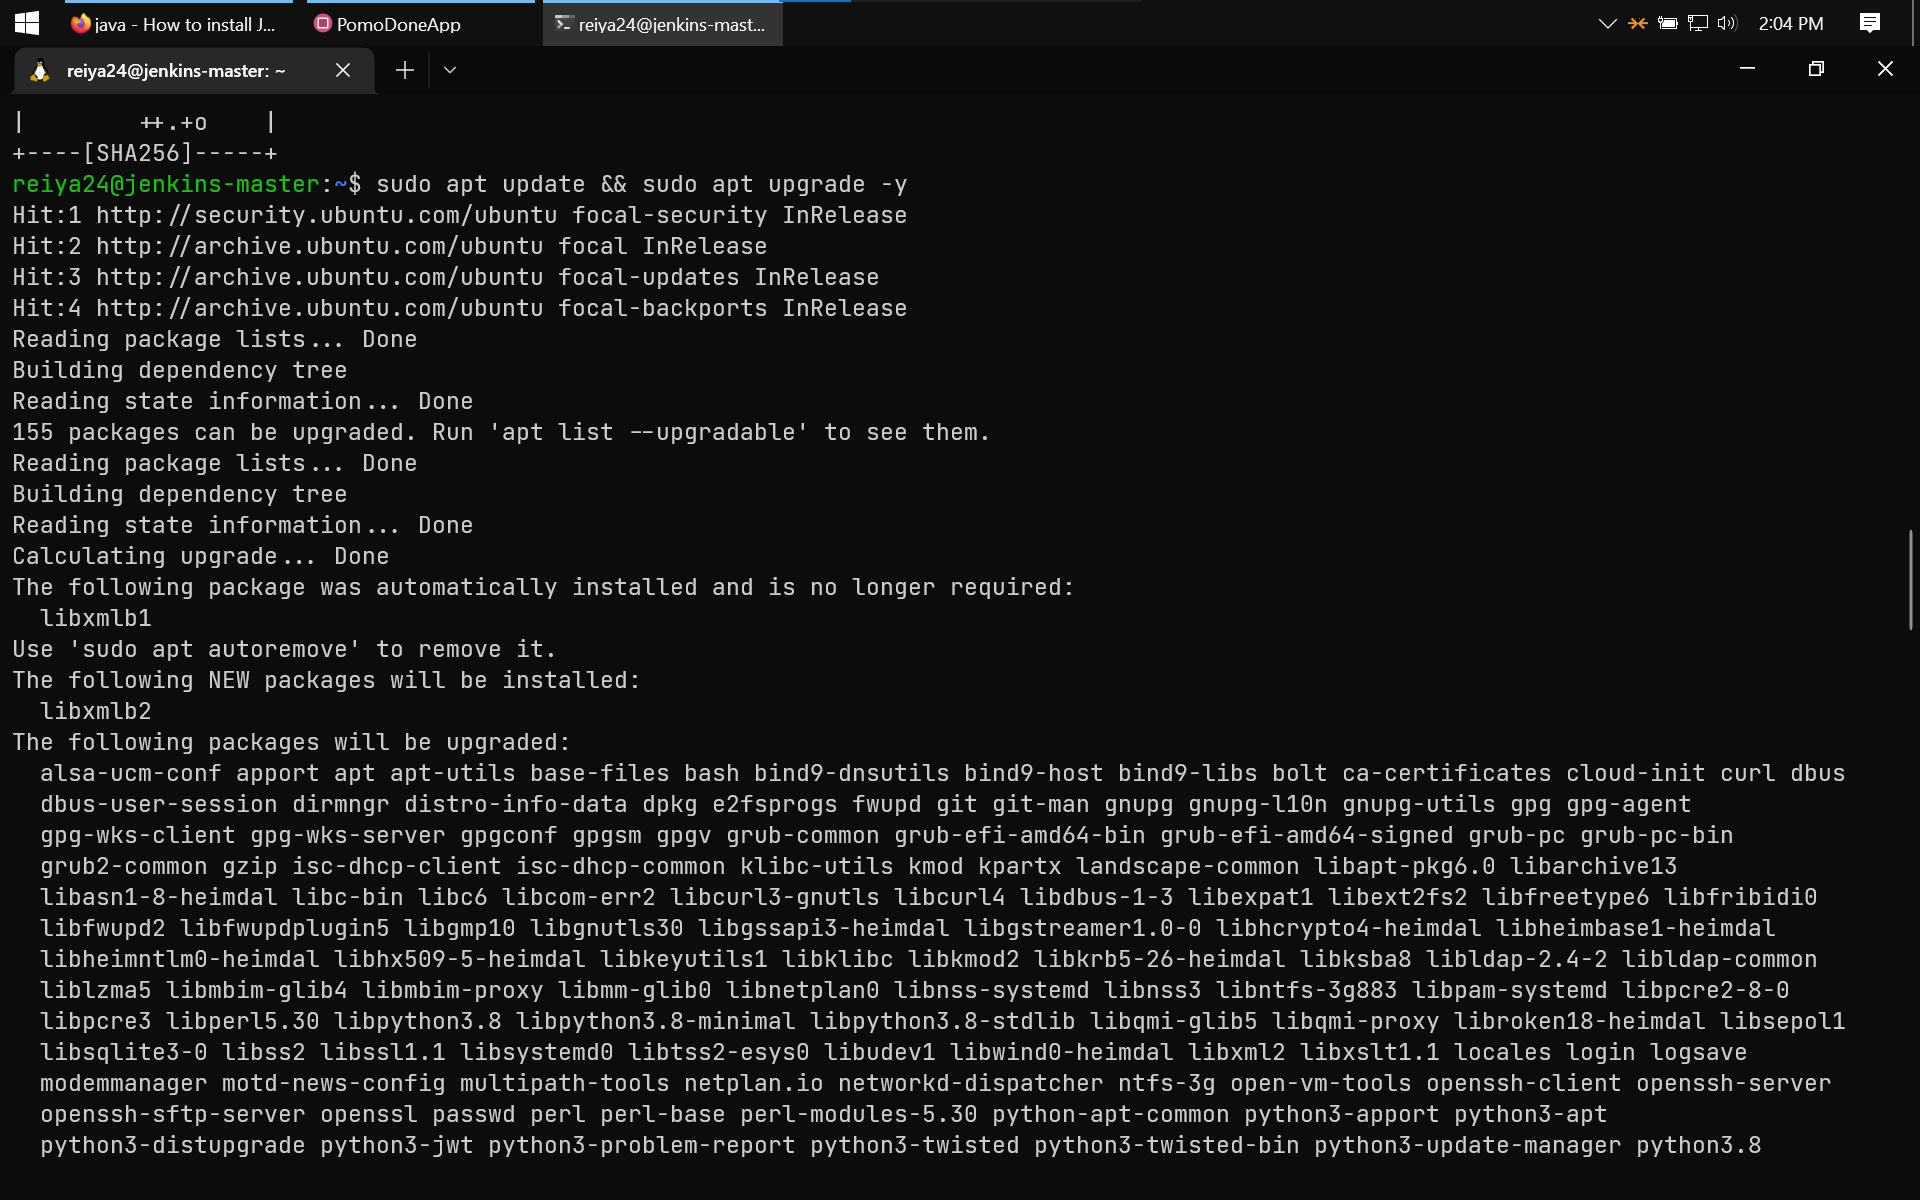 java - How to install J...
PomoDoneApp
reiya24@jenkins-mast...
2:04 PM
reiya24@jenkins-master: ~
|        ++.+o    |
+----[SHA256]-----+
reiya24@jenkins-master:~$ sudo apt update && sudo apt upgrade -y
Hit:1 http://security.ubuntu.com/ubuntu focal-security InRelease
Hit:2 http://archive.ubuntu.com/ubuntu focal InRelease
Hit:3 http://archive.ubuntu.com/ubuntu focal-updates InRelease
Hit:4 http://archive.ubuntu.com/ubuntu focal-backports InRelease
Reading package lists... Done
Building dependency tree
Reading state information... Done
155 packages can be upgraded. Run 'apt list --upgradable' to see them.
Reading package lists... Done
Building dependency tree
Reading state information... Done
Calculating upgrade... Done
The following package was automatically installed and is no longer required:
  libxmlb1
Use 'sudo apt autoremove' to remove it.
The following NEW packages will be installed:
  libxmlb2
The following packages will be upgraded:
  alsa-ucm-conf apport apt apt-utils base-files bash bind9-dnsutils bind9-host bind9-libs bolt ca-certificates cloud-init curl dbus
  dbus-user-session dirmngr distro-info-data dpkg e2fsprogs fwupd git git-man gnupg gnupg-l10n gnupg-utils gpg gpg-agent
  gpg-wks-client gpg-wks-server gpgconf gpgsm gpgv grub-common grub-efi-amd64-bin grub-efi-amd64-signed grub-pc grub-pc-bin
  grub2-common gzip isc-dhcp-client isc-dhcp-common klibc-utils kmod kpartx landscape-common libapt-pkg6.0 libarchive13
  libasn1-8-heimdal libc-bin libc6 libcom-err2 libcurl3-gnutls libcurl4 libdbus-1-3 libexpat1 libext2fs2 libfreetype6 libfribidi0
  libfwupd2 libfwupdplugin5 libgmp10 libgnutls30 libgssapi3-heimdal libgstreamer1.0-0 libhcrypto4-heimdal libheimbase1-heimdal
  libheimntlm0-heimdal libhx509-5-heimdal libkeyutils1 libklibc libkmod2 libkrb5-26-heimdal libksba8 libldap-2.4-2 libldap-common
  liblzma5 libmbim-glib4 libmbim-proxy libmm-glib0 libnetplan0 libnss-systemd libnss3 libntfs-3g883 libpam-systemd libpcre2-8-0
  libpcre3 libperl5.30 libpython3.8 libpython3.8-minimal libpython3.8-stdlib libqmi-glib5 libqmi-proxy libroken18-heimdal libsepol1
  libsqlite3-0 libss2 libssl1.1 libsystemd0 libtss2-esys0 libudev1 libwind0-heimdal libxml2 libxslt1.1 locales login logsave
  modemmanager motd-news-config multipath-tools netplan.io networkd-dispatcher ntfs-3g open-vm-tools openssh-client openssh-server
  openssh-sftp-server openssl passwd perl perl-base perl-modules-5.30 python-apt-common python3-apport python3-apt
  python3-distupgrade python3-jwt python3-problem-report python3-twisted python3-twisted-bin python3-update-manager python3.8